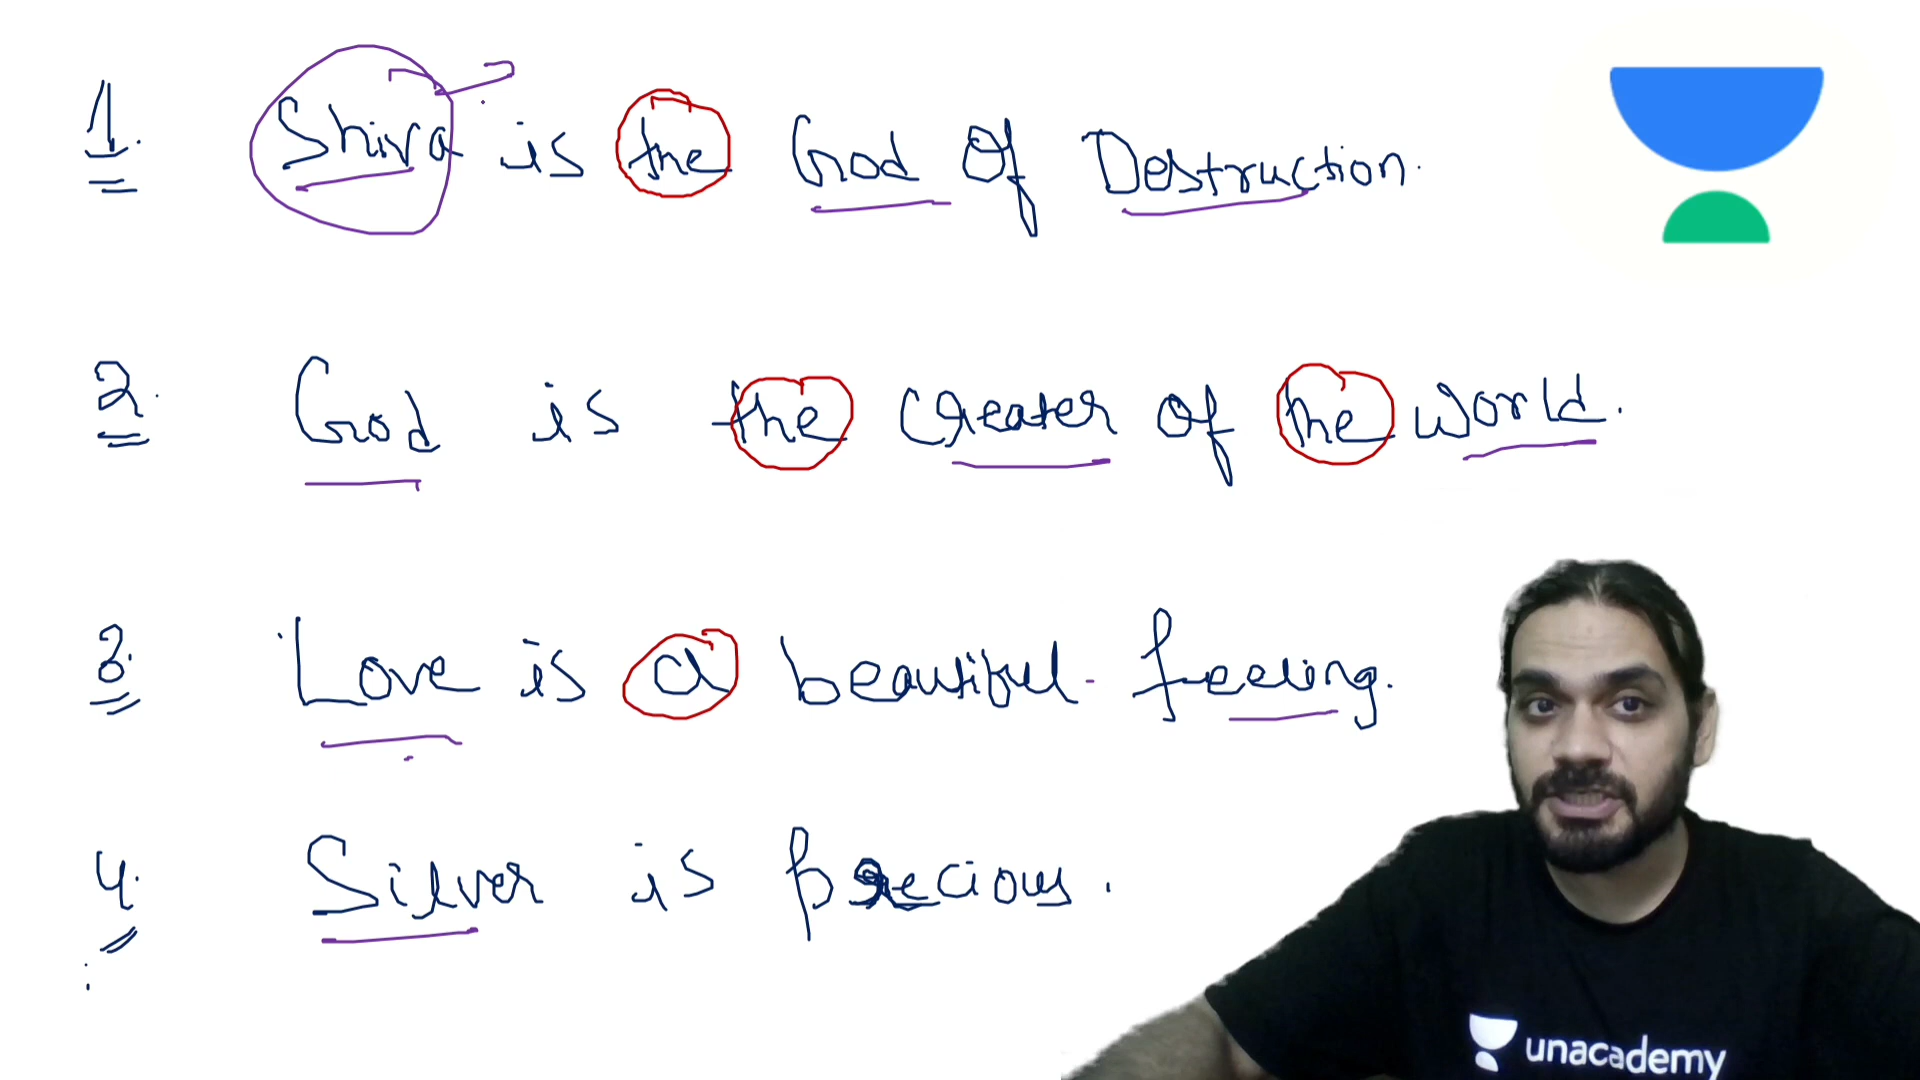 1. Shiva is the God Of Destruction.
2. God is the Creater of the world.
3. Love is a beautiful feeling.
4. Silver is precious.
unacademy